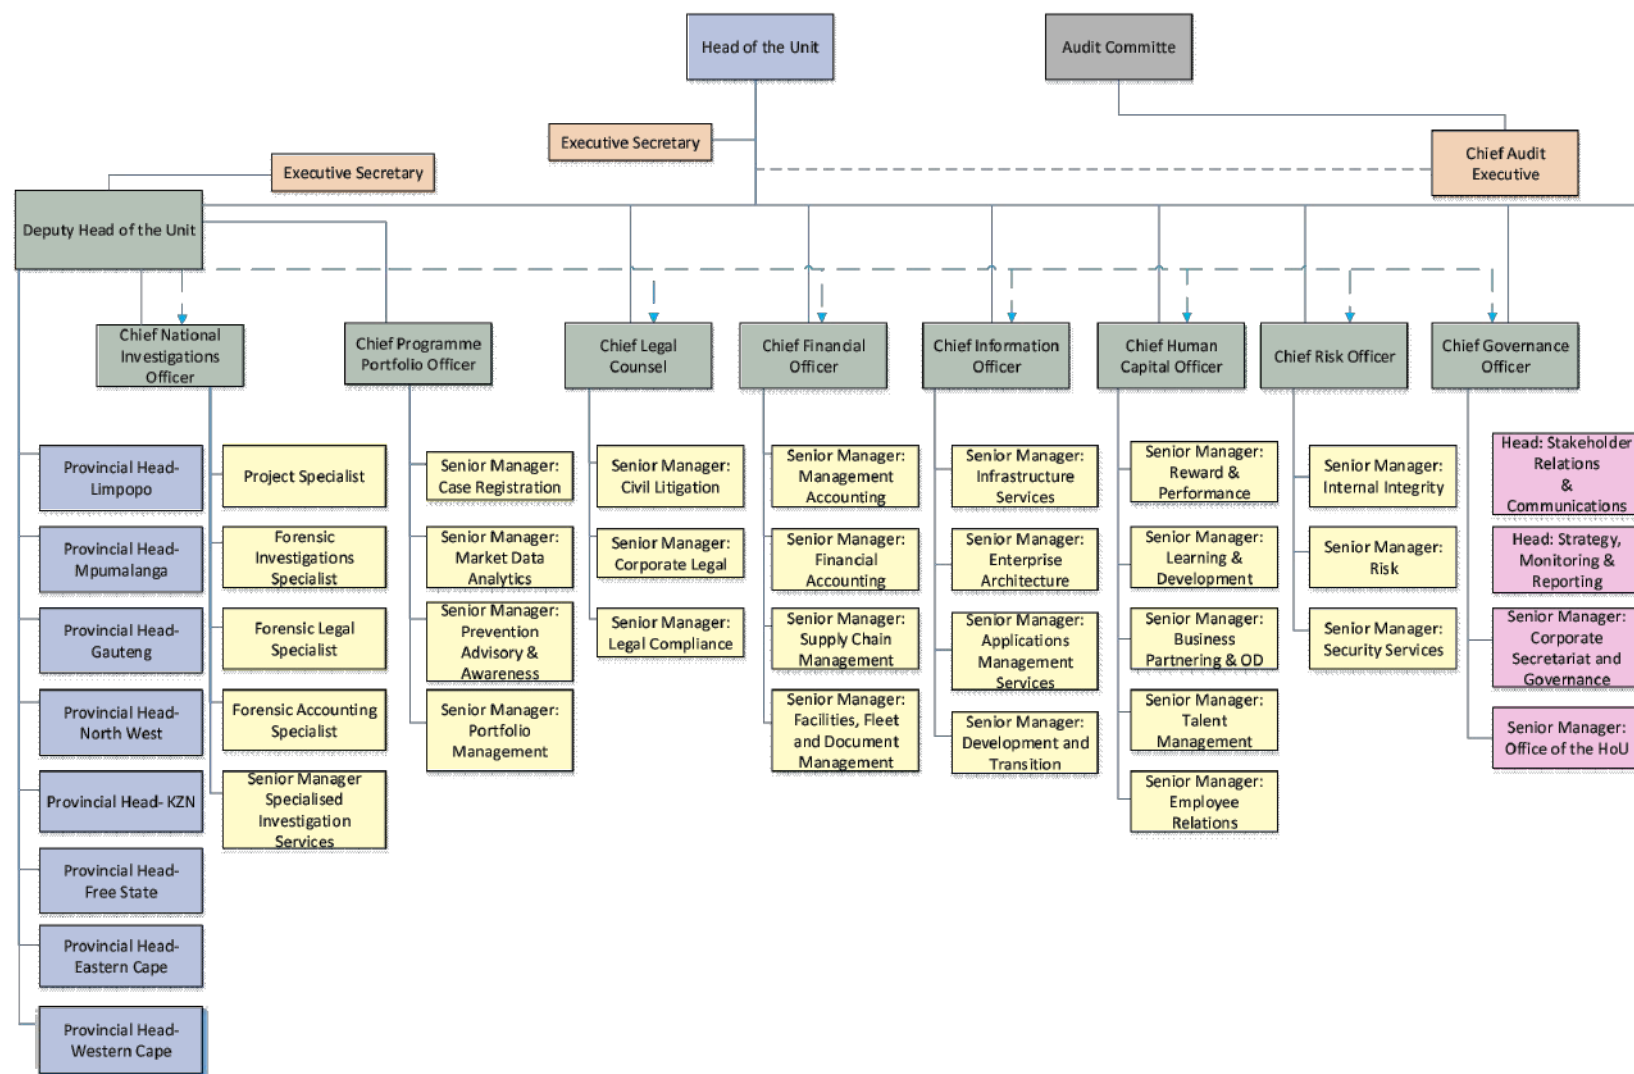 Head of the Unit
Audit Committe
Executive Secretary
Chief Audit
Executive
Executive Secretary
Deputy Head of the Unit
Chief National
Investigations
Officer
Chief Programme
Portfolio Officer
Chief Legal
Counsel
Chief Financial
Officer
Chief Information
Officer
Chief Human
Capital Officer
Chief Risk Officer
Chief Governance
Officer
Provincial Head-
Limpopo
Provincial Head-
Mpumalanga
Provincial Head-
Gauteng
Provincial Head-
North West
Provincial Head- KZN
Provincial Head-
Free State
Provincial Head-
Eastern Cape
Provincial Head-
Western Cape
Project Specialist
Forensic
Investigations
Specialist
Forensic Legal
Specialist
Forensic Accounting
Specialist
Senior Manager
Specialised
Investigation
Services
Senior Manager:
Case Registration
Senior Manager:
Market Data
Analytics
Senior Manager:
Prevention
Advisory &
Awareness
Senior Manager:
Portfolio
Management
Senior Manager:
Civil Litigation
Senior Manager:
Corporate Legal
Senior Manager:
Legal Compliance
Senior Manager:
Management
Accounting
Senior Manager:
Financial
Accounting
Senior Manager:
Supply Chain
Management
Senior Manager:
Facilities, Fleet
and Document
Management
Senior Manager:
Infrastructure
Services
Senior Manager:
Enterprise
Architecture
Senior Manager:
Applications
Management
Services
Senior Manager:
Development and
Transition
Senior Manager:
Reward &
Performance
Senior Manager:
Learning &
Development
Senior Manager:
Business
Partnering & OD
Senior Manager:
Talent
Management
Senior Manager:
Employee
Relations
Senior Manager:
Internal Integrity
Senior Manager:
Risk
Senior Manager:
Security Services
Head: Stakeholder
Relations
&
Communications
Head: Strategy,
Monitoring &
Reporting
Senior Manager:
Corporate
Secretariat and
Governance
Senior Manager:
Office of the HoU